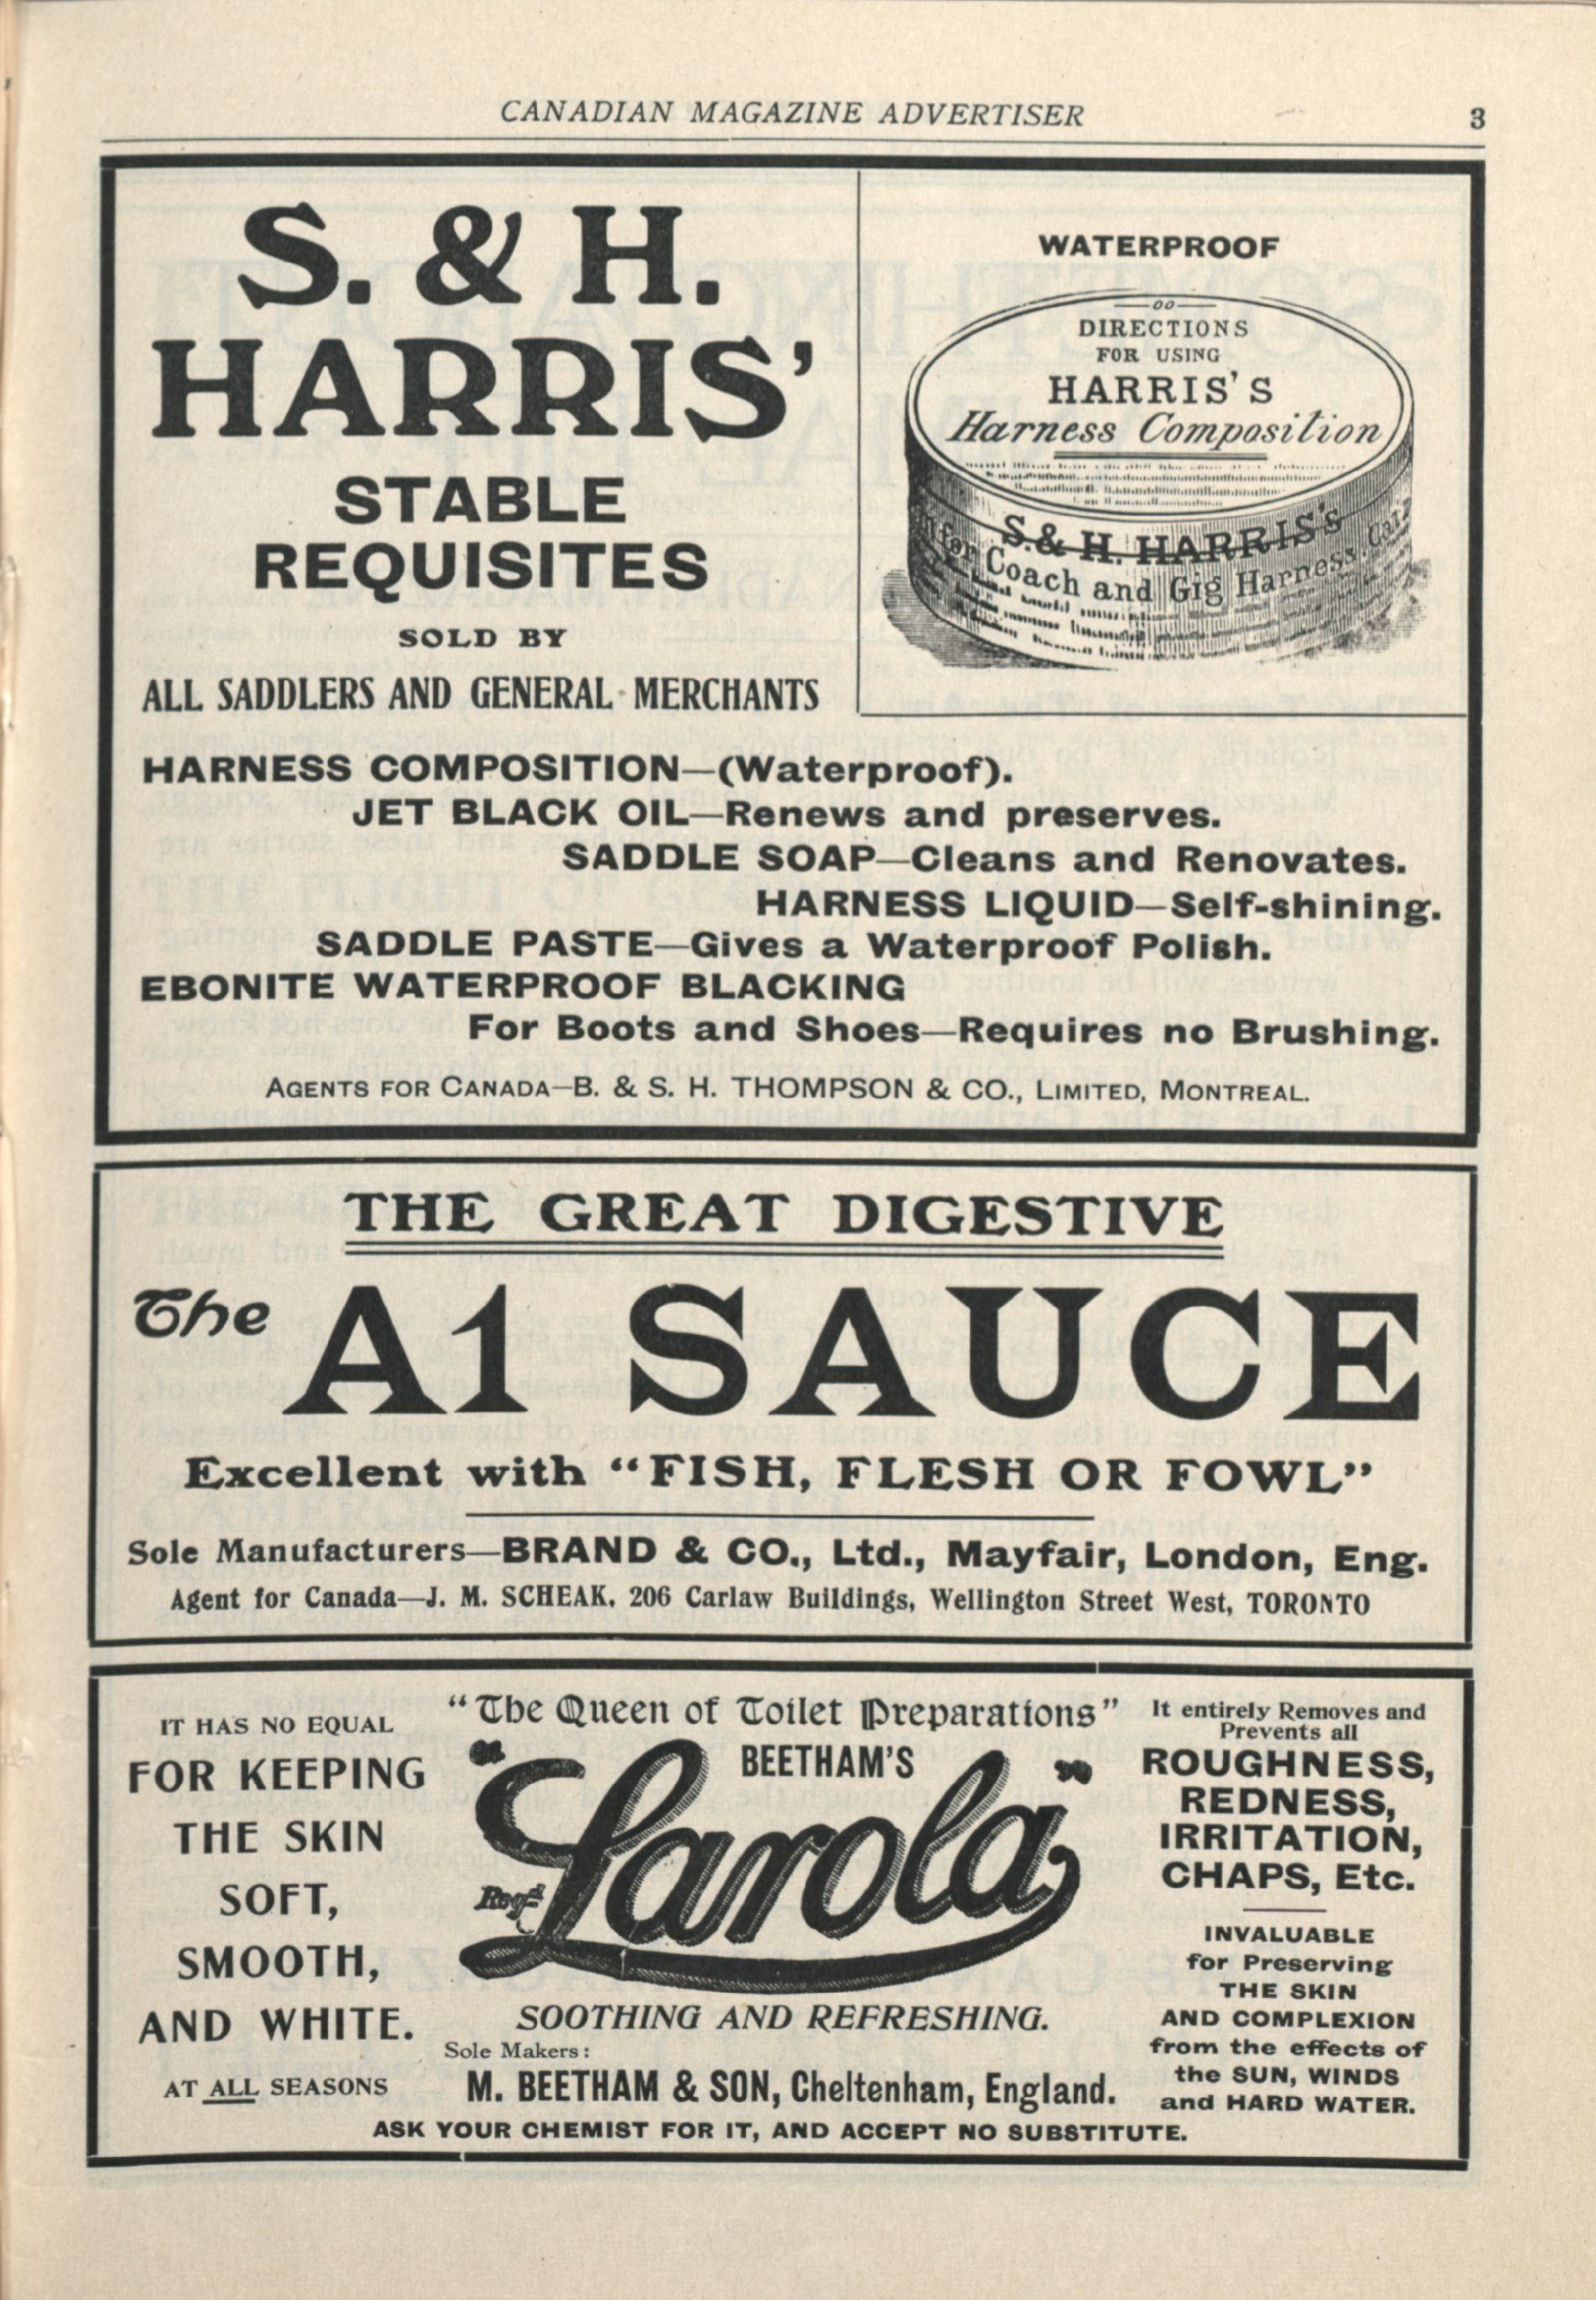 CANADIAN MAGAZINE ADVERTISER
3
S. & H.
HARRIS'
STABLE
REQUISITES
SOLD BY
ALL SADDLERS AND GENERAL MERCHANTS
WATERPROOF
DIRECTIONS
FOR USING
HARRIS'S
Harness Composition
S. & H. HARRIS'S
for Coach and Gig Harness.
HARNESS COMPOSITION—(Waterproof).
JET BLACK OIL—Renews and preserves.
SADDLE SOAP—Cleans and Renovates.
HARNESS LIQUID—Self-shining.
SADDLE PASTE—Gives a Waterproof Polish.
EBONITE WATERPROOF BLACKING
For Boots and Shoes—Requires no Brushing.
AGENTS FOR CANADA—B. & S. H. THOMPSON & CO., LIMITED, MONTREAL.
THE GREAT DIGESTIVE
The A1 SAUCE
Excellent with "FISH, FLESH OR FOWL"
Sole Manufacturers—BRAND & CO., Ltd., Mayfair, London, Eng.
Agent for Canada—J. M. SCHEAK, 206 Carlaw Buildings, Wellington Street West, TORONTO
IT HAS NO EQUAL
FOR KEEPING
THE SKIN
SOFT,
SMOOTH,
AND WHITE.
AT ALL SEASONS
"The Queen of Toilet Preparations"
BEETHAM'S
"Larola"
Regd
SOOTHING AND REFRESHING.
Sole Makers:
M. BEETHAM & SON, Cheltenham, England.
It entirely Removes and
Prevents all
ROUGHNESS,
REDNESS,
IRRITATION,
CHAPS, Etc.
INVALUABLE
for Preserving
THE SKIN
AND COMPLEXION
from the effects of
the SUN, WINDS
and HARD WATER.
ASK YOUR CHEMIST FOR IT, AND ACCEPT NO SUBSTITUTE.